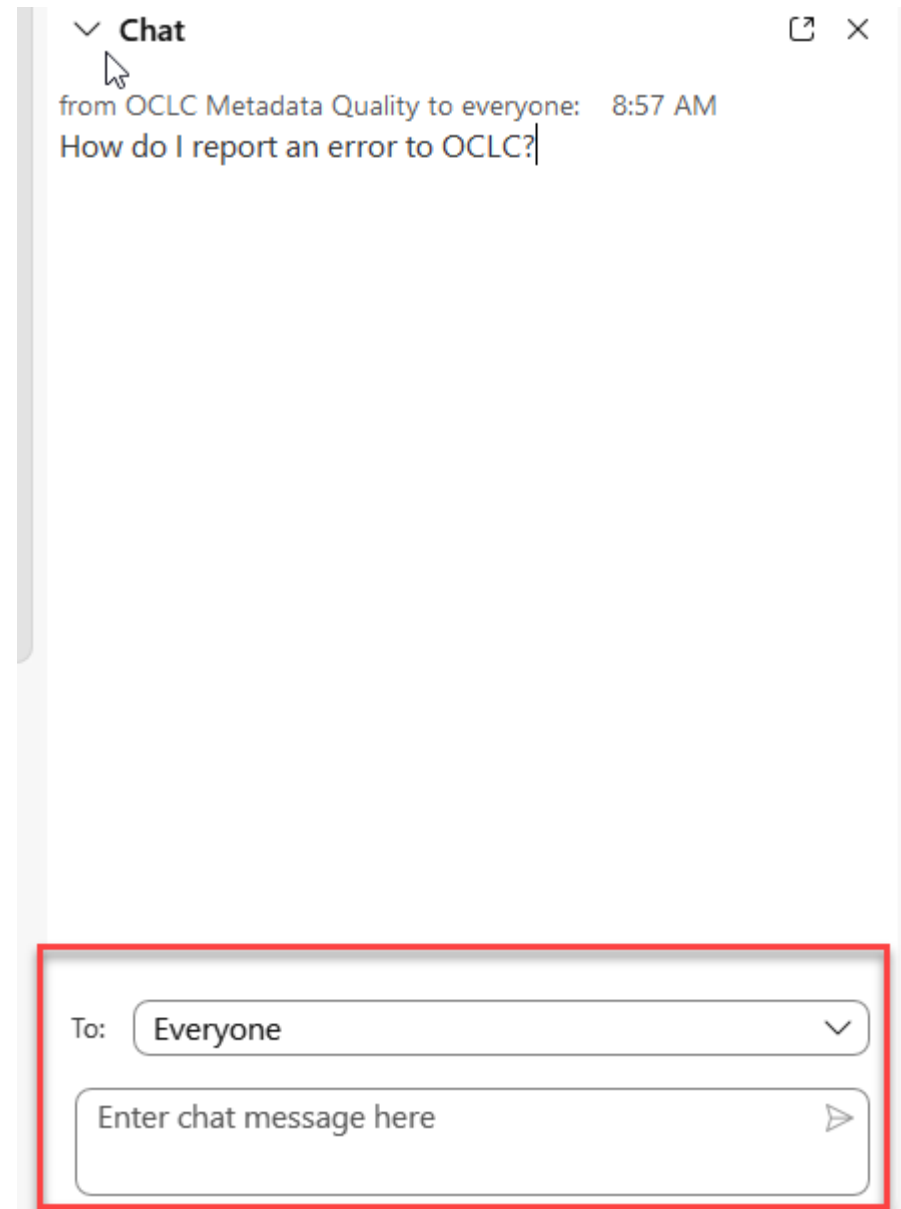 Chat
from OCLC Metadata Quality to everyone: 8:57 AM
How do I report an error to OCLC?
To: Everyone
Enter chat message here